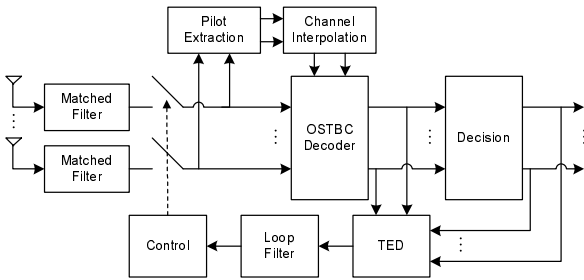 Pilot
Extraction
Channel
Interpolation
Matched
Filter
OSTBC
Decoder
Decision
Matched
Filter
Control
Loop
Filter
TED